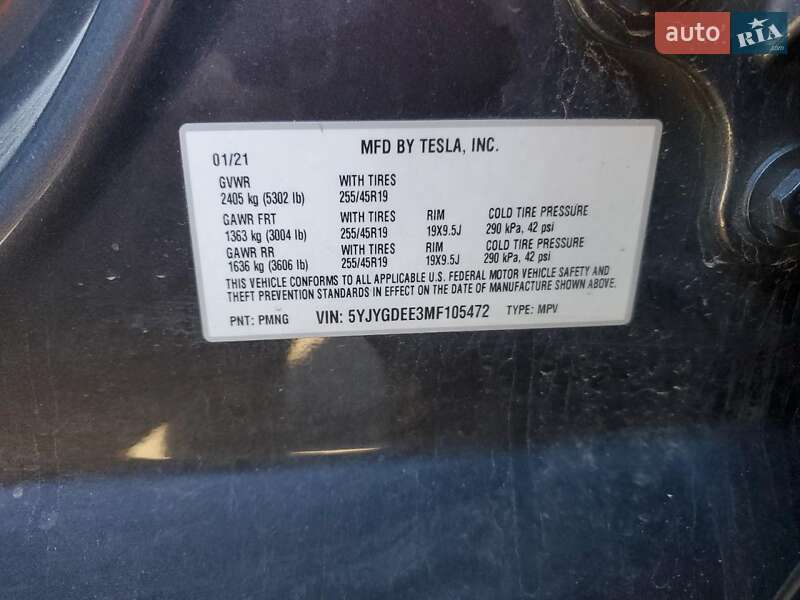 auto RIA .com
MFD BY TESLA, INC.
01/21
GVWR WITH TIRES
2405 kg (5302 lb) 255/45R19
GAWR FRT WITH TIRES RIM COLD TIRE PRESSURE
1363 kg (3004 lb) 255/45R19 19X9.5J 290 kPa, 42 psi
GAWR RR WITH TIRES RIM COLD TIRE PRESSURE
1636 kg (3606 lb) 255/45R19 19X9.5J 290 kPa, 42 psi
THIS VEHICLE CONFORMS TO ALL APPLICABLE U.S. FEDERAL MOTOR VEHICLE SAFETY AND
THEFT PREVENTION STANDARDS IN EFFECT ON THE DATE OF MANUFACTURE SHOWN ABOVE.
PNT: PMNG VIN: 5YJYGDEE3MF105472 TYPE: MPV